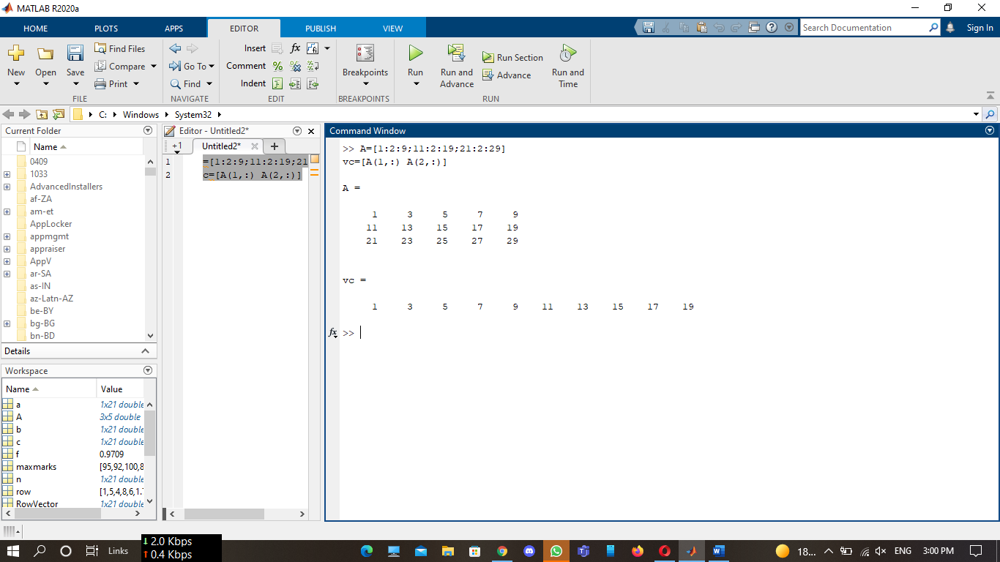 MATLAB R2020a
HOME PLOTS APPS EDITOR PUBLISH VIEW Search Documentation Sign In
New Open Save Find Files Compare Print Go To Find Insert Comment Indent Breakpoints Run Run and Advance Run Section Advance Run and Time
FILE NAVIGATE EDIT BREAKPOINTS RUN
C: Windows System32
Current Folder
Name
0409
1033
AdvancedInstallers
af-ZA
am-et
AppLocker
appmgmt
appraiser
AppV
ar-SA
as-IN
az-Latn-AZ
be-BY
bg-BG
bn-BD
Details
Workspace
Name Value
a 1x21 double
A 3x5 double
b 1x21 double
c 1x21 double
f 0.9709
maxmarks [95,92,100,8
n 1x21 double
row [1,5,4,8,6,1.
RowVector 1x21 double
Editor - Untitled2*
+1 Untitled2* +
1 =[1:2:9;11:2:19;21
2 c=[A(1,:) A(2,:)]
Command Window
>> A=[1:2:9;11:2:19;21:2:29]
vc=[A(1,:) A(2,:)]
A =
1 3 5 7 9
11 13 15 17 19
21 23 25 27 29
vc =
1 3 5 7 9 11 13 15 17 19
fx >>
Links
2.0 Kbps
0.4 Kbps
18... ENG 3:00 PM